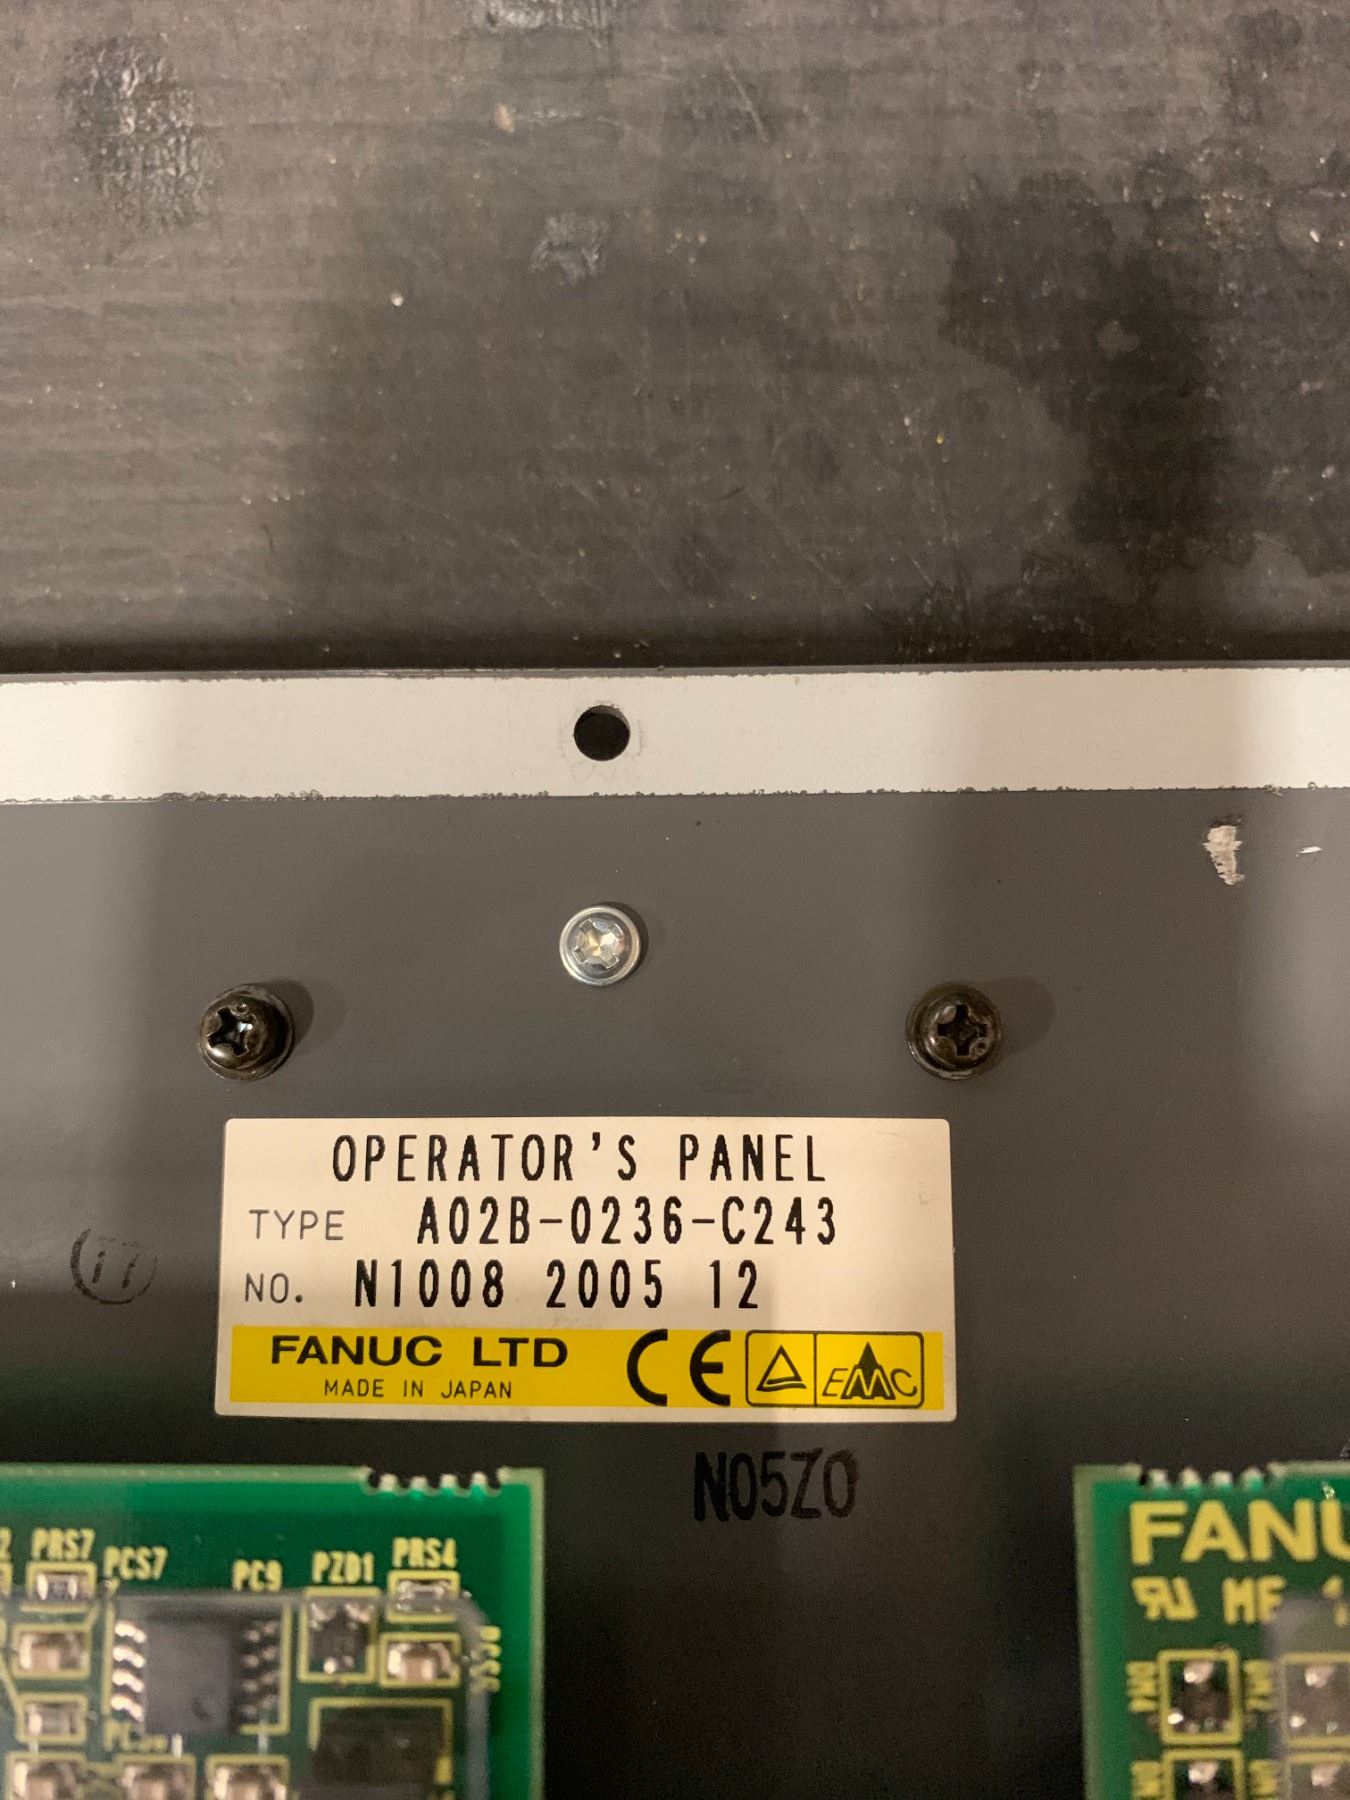 OPERATOR'S PANEL
TYPE A02B-0236-C243
NO. N1008 2005 12
FANUC LTD
MADE IN JAPAN
CE
EMC
17
N05Z0
PRS7
PCS7
PC9
PZD1
PRS4
FANU